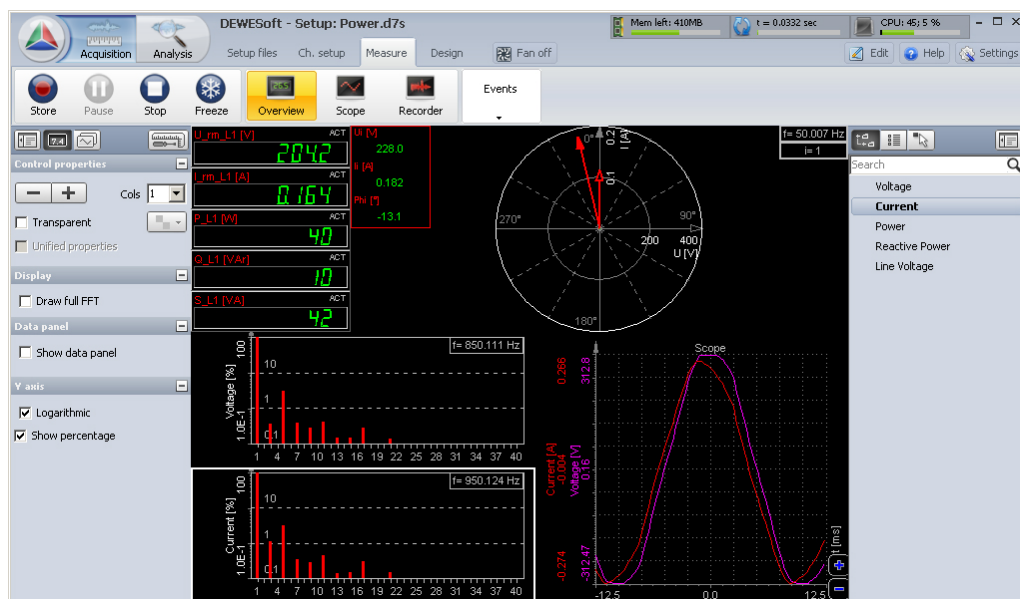 DEWESoft - Setup: Power.d7s
Mem left: 410MB
t = 0.0332 sec
CPU: 45; 5 %
Acquisition
Analysis
Setup files
Ch. setup
Measure
Design
Fan off
Edit
Help
Settings
Store
Pause
Stop
Freeze
Overview
Scope
Recorder
Events
Control properties
Cols 1
Transparent
Unified properties
Display
Draw full FFT
Data panel
Show data panel
Y axis
Logarithmic
Show percentage
U_rm_L1 [V] ACT
204.2
I_rm_L1 [A] ACT
0.164
P_L1 [W] ACT
40
Q_L1 [VAr] ACT
10
S_L1 [VA] ACT
42
Ui [V]
228.0
Ii [A]
0.182
Phi [°]
-13.1
f= 50.007 Hz
i= 1
0°
0.2
I [A]
0.1
270°
90°
200 400
U [V]
180°
f= 850.111 Hz
Voltage [%]
100
10
1
0.1
1.0E-1
1 4 7 10 13 16 19 22 25 28 31 34 37 40
f= 950.124 Hz
Current [%]
100
10
1
0.1
1.0E-1
1 4 7 10 13 16 19 22 25 28 31 34 37 40
Scope
0.266
312.8
Current [A]
-0.004
Voltage [V]
0.16
-0.274
-312.47
t [ms]
-12.5 0.0 12.5
Search
Voltage
Current
Power
Reactive Power
Line Voltage